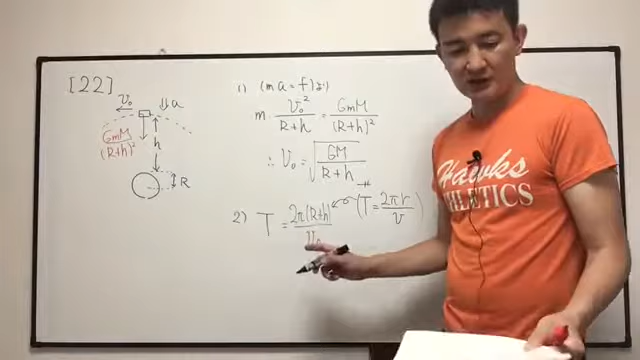 [22]
v₀ ⇓a
GmM
(R+h)²
h
R
1) (ma=fより)
m・v₀²/R+h = GmM/(R+h)²
∴ v₀ = √GM/R+h
2) T = 2π(R+h)/v₀ (T = 2πr/v)
Hawks
ATHLETICS